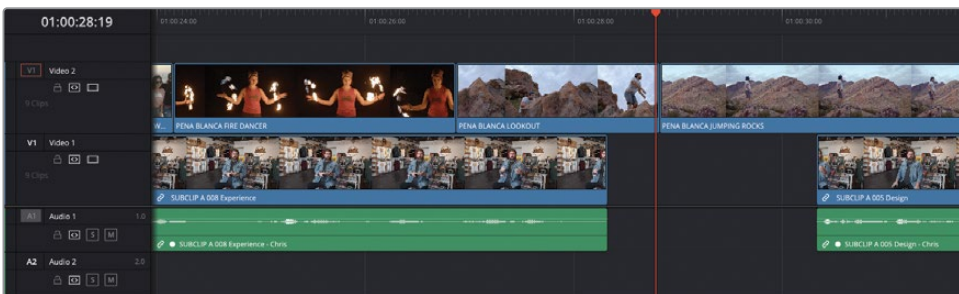 01:00:28:19
01:00:24:00 01:00:26:00 01:00:28:00 01:00:30:00
V1 Video 2
9 Clips
W... PENA BLANCA FIRE DANCER PENA BLANCA LOOKOUT PENA BLANCA JUMPING ROCKS
V1 Video 1
9 Clips
SUBCLIP A 008 Experience SUBCLIP A 005 Design
A1 Audio 1 1.0
S M
SUBCLIP A 008 Experience - Chris SUBCLIP A 005 Design - Chris
A2 Audio 2 2.0
S M